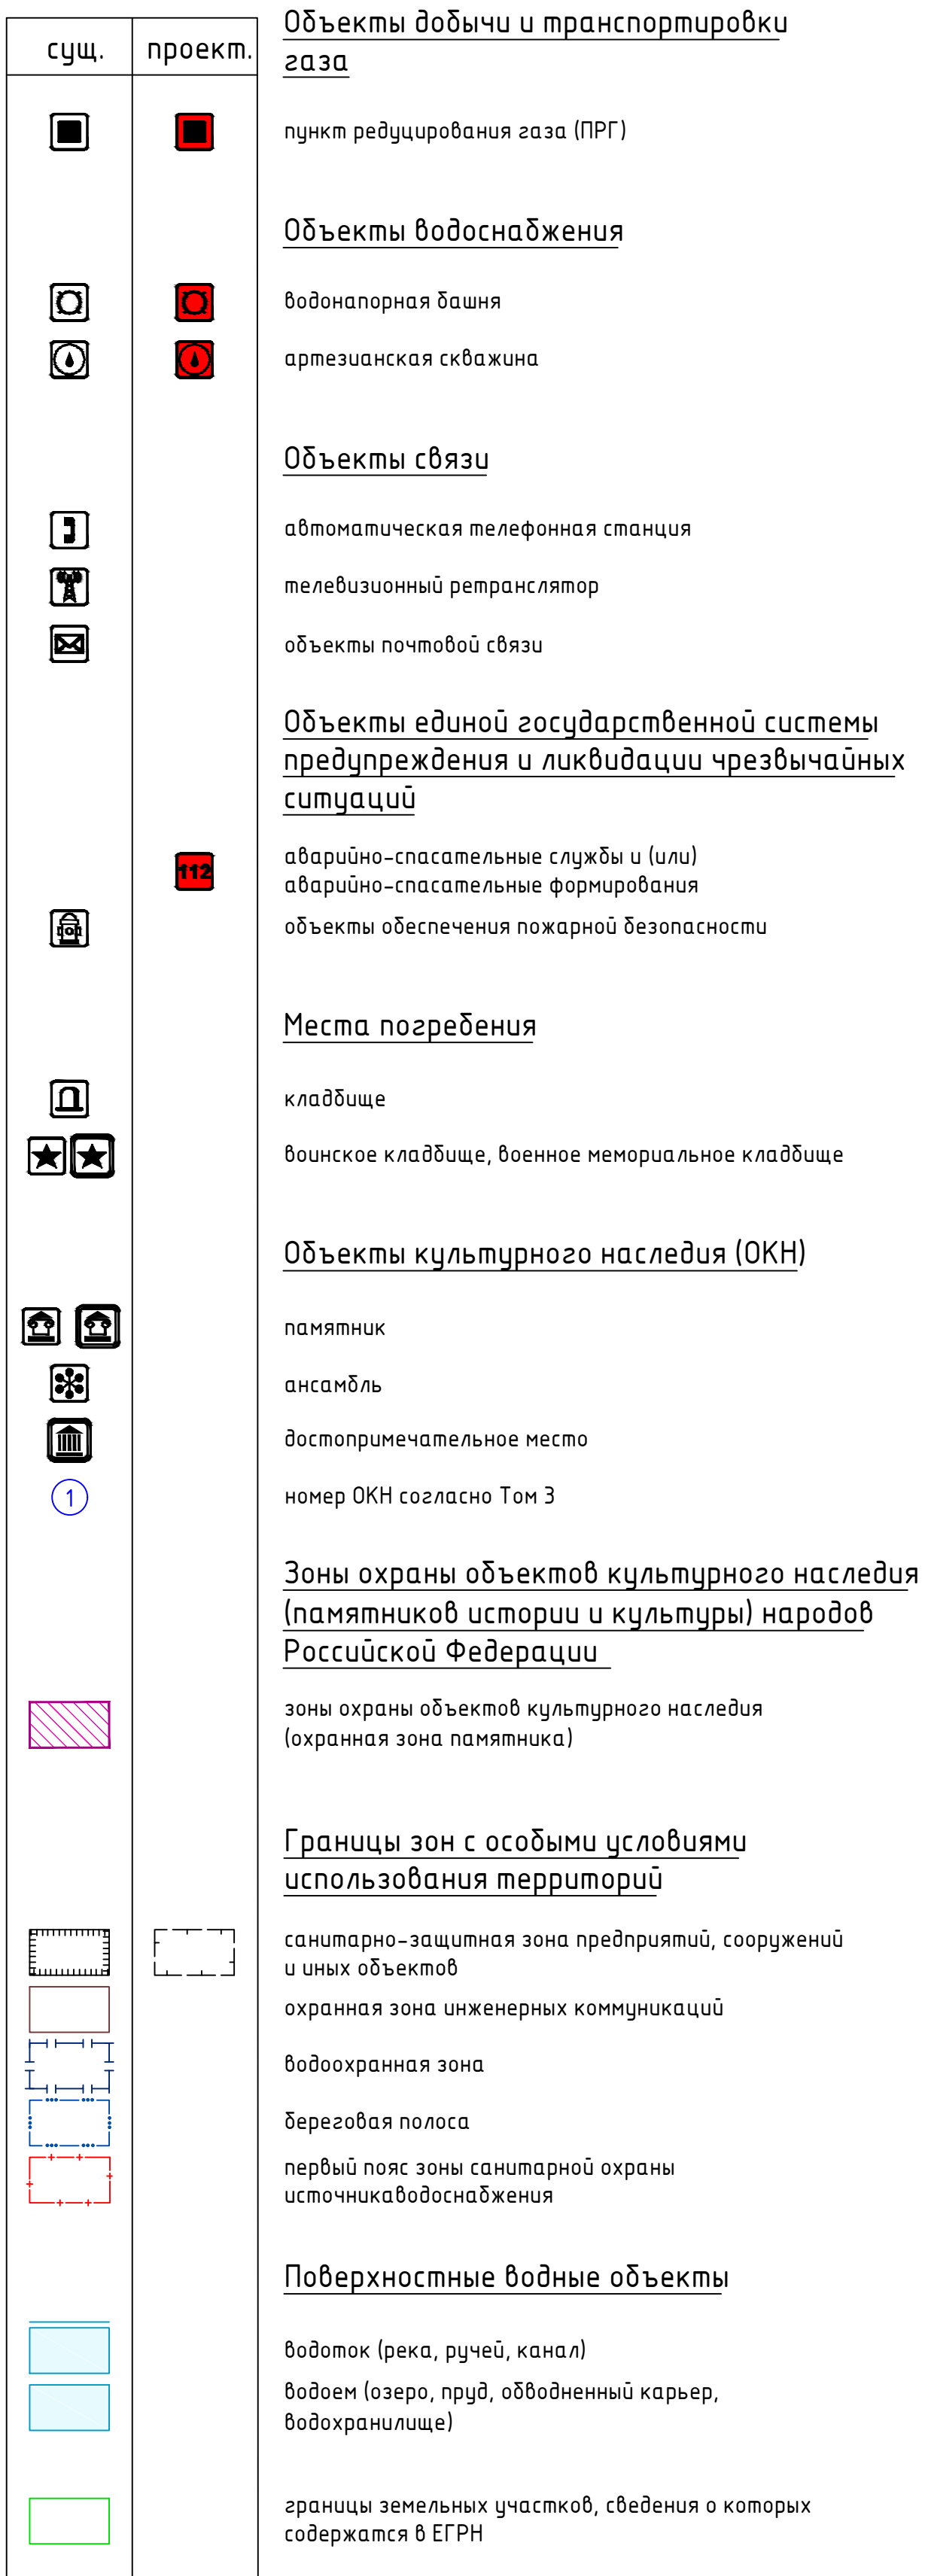 Объекты добычи и транспортировки
сущ. проект.
газа
пункт редуцирования газа (ПРГ)
Объекты водоснабжения
водонапорная башня
артезианская скважина
Объекты связи
автоматическая телефонная станция
телевизионный ретранслятор
объекты почтовой связи
Объекты единой государственной системы
предупреждения и ликвидации чрезвычайных
ситуаций
аварийно-спасательные службы и (или)
112
аварийно-спасательные формирования
объекты обеспечения пожарной безопасности
Места погребения
кладбище
воинское кладбище, военное мемориальное кладбище
Объекты культурного наследия (ОКН)
памятник
ансамбль
достопримечательное место
1 номер ОКН согласно Том 3
Зоны охраны объектов культурного наследия
(памятников истории и культуры) народов
Российской Федерации
зоны охраны объектов культурного наследия
(охранная зона памятника)
Границы зон с особыми условиями
использования территорий
санитарно-защитная зона предприятий, сооружений
и иных объектов
охранная зона инженерных коммуникаций
водоохранная зона
береговая полоса
первый пояс зоны санитарной охраны
источникаводоснабжения
Поверхностные водные объекты
водоток (река, ручей, канал)
водоем (озеро, пруд, обводненный карьер,
водохранилище)
границы земельных участков, сведения о которых
содержатся в ЕГРН